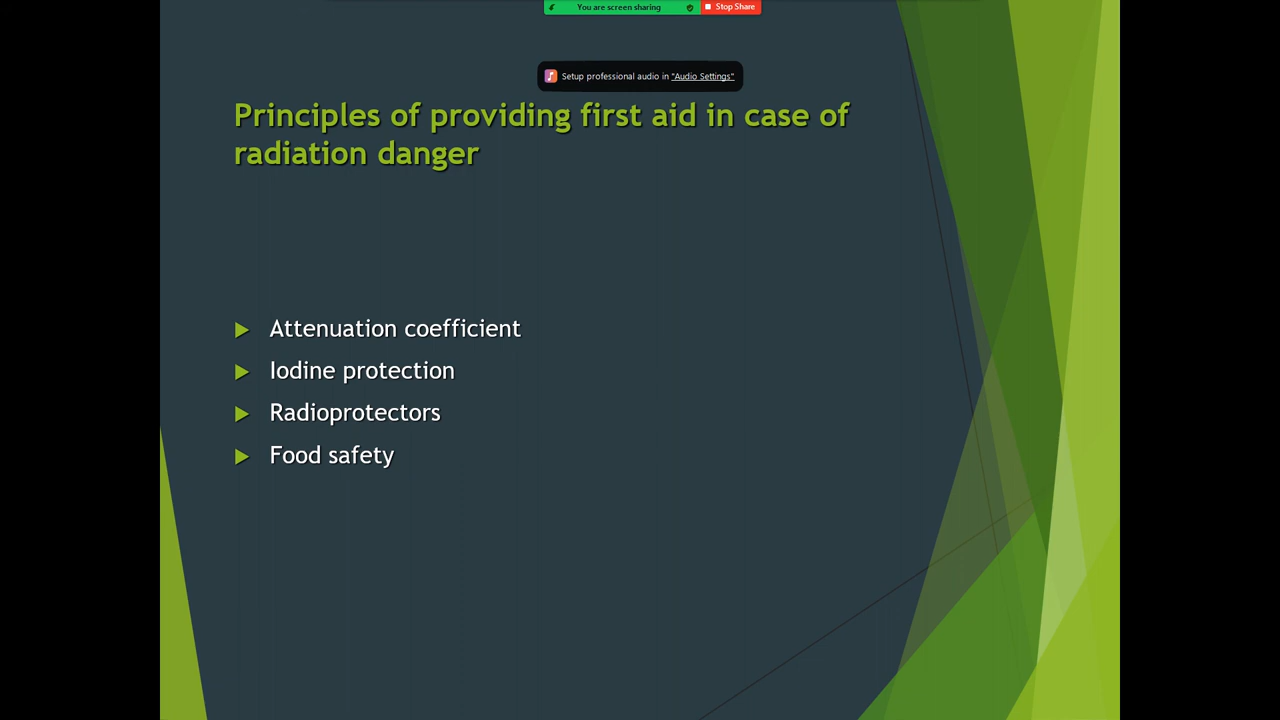 You are screen sharing
Stop Share
Setup professional audio in "Audio Settings"
Principles of providing first aid in case of
radiation danger
Attenuation coefficient
Iodine protection
Radioprotectors
Food safety